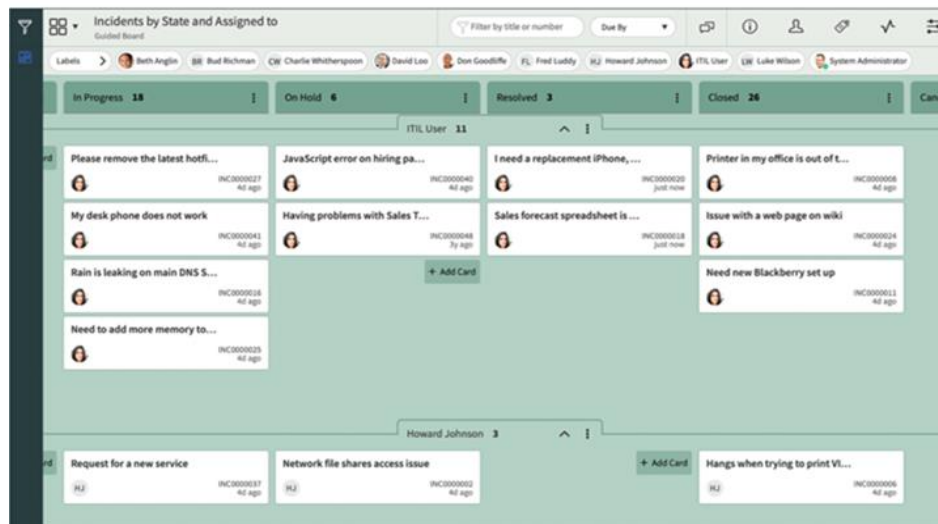 Incidents by State and Assigned to
Guided Board
Filter by title or number
Due By
Labels
Beth Anglin
BR Bud Richman
CW Charlie Whitherspoon
David Loo
Don Goodliffe
FL Fred Luddy
HJ Howard Johnson
ITIL User
LW Luke Wilson
System Administrator
In Progress 18
On Hold 6
Resolved 3
Closed 26
Can
ITIL User 11
rd
Please remove the latest hotfi...
INC0000027
4d ago
JavaScript error on hiring pa...
INC0000040
4d ago
I need a replacement iPhone, ...
INC0000020
just now
Printer in my office is out of t...
INC0000008
4d ago
My desk phone does not work
INC0000041
4d ago
Having problems with Sales T...
INC0000048
3y ago
Sales forecast spreadsheet is ...
INC0000018
just now
Issue with a web page on wiki
INC0000024
4d ago
Rain is leaking on main DNS S...
INC0000016
4d ago
+ Add Card
Need new Blackberry set up
INC0000011
4d ago
Need to add more memory to...
INC0000025
4d ago
Howard Johnson 3
rd
Request for a new service
HJ
INC0000037
4d ago
Network file shares access issue
HJ
INC0000002
4d ago
+ Add Card
Hangs when trying to print VI...
HJ
INC0000006
4d ago